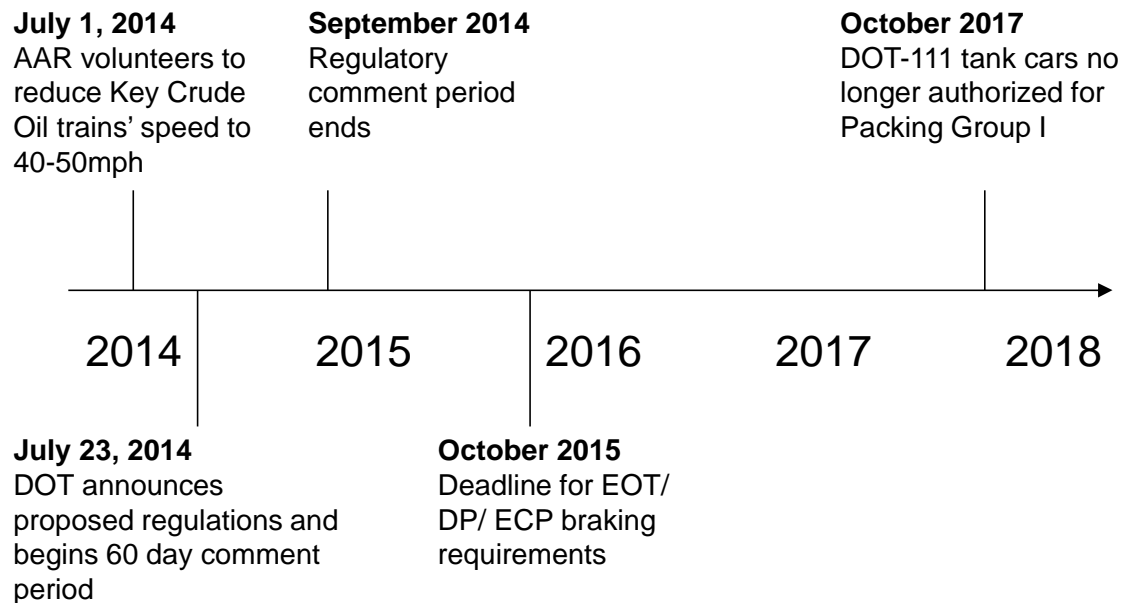 July 1, 2014
AAR volunteers to
reduce Key Crude
Oil trains’ speed to
40-50mph
September 2014
Regulatory
comment period
ends
October 2017
DOT-111 tank cars no
longer authorized for
Packing Group I
2014
2015
2016
2017
2018
July 23, 2014
DOT announces
proposed regulations and
begins 60 day comment
period
October 2015
Deadline for EOT/
DP/ ECP braking
requirements